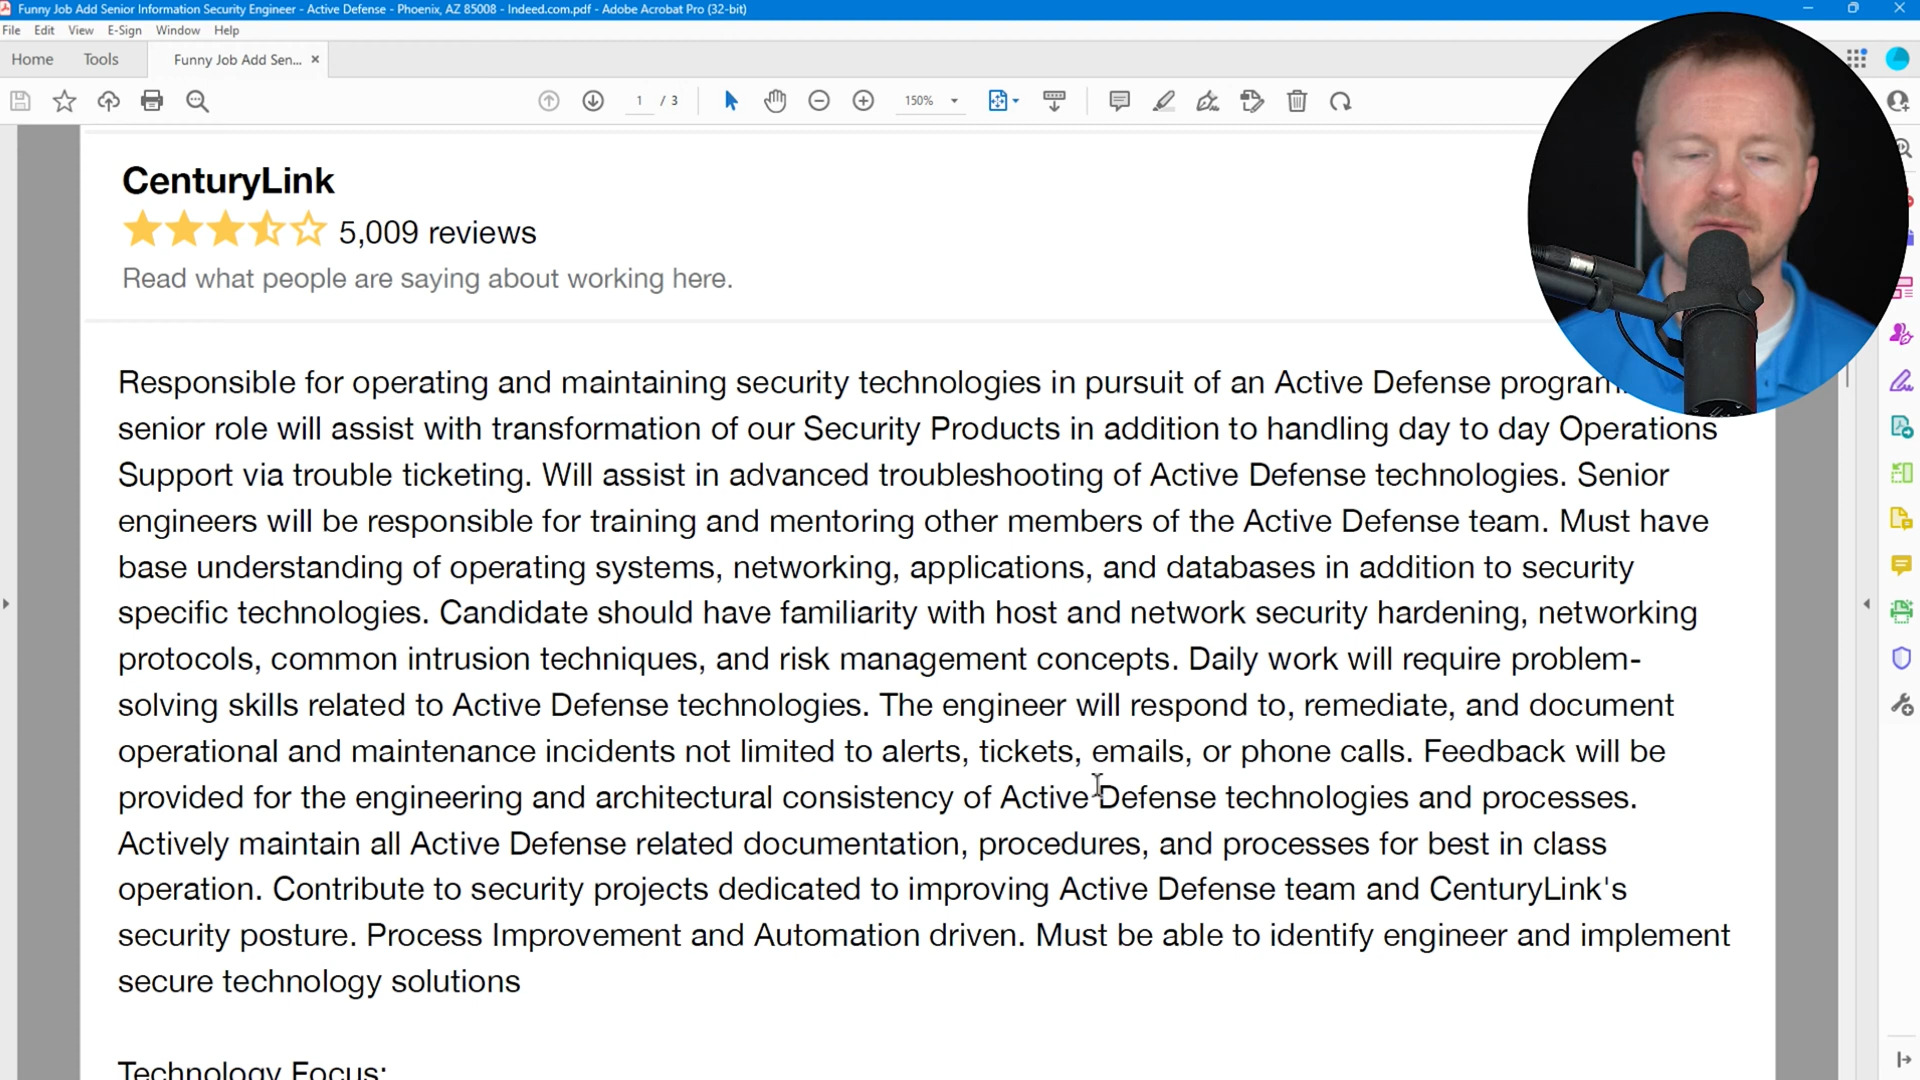 Funny Job Add Senior Information Security Engineer - Active Defense - Phoenix, AZ 85008 - Indeed.com.pdf - Adobe Acrobat Pro (32-bit)
File Edit View E-Sign Window Help
Home Tools Funny Job Add Sen... ×
1 / 3 150%
CenturyLink
5,009 reviews
Read what people are saying about working here.
Responsible for operating and maintaining security technologies in pursuit of an Active Defense program
senior role will assist with transformation of our Security Products in addition to handling day to day Operations
Support via trouble ticketing. Will assist in advanced troubleshooting of Active Defense technologies. Senior
engineers will be responsible for training and mentoring other members of the Active Defense team. Must have
base understanding of operating systems, networking, applications, and databases in addition to security
specific technologies. Candidate should have familiarity with host and network security hardening, networking
protocols, common intrusion techniques, and risk management concepts. Daily work will require problem-
solving skills related to Active Defense technologies. The engineer will respond to, remediate, and document
operational and maintenance incidents not limited to alerts, tickets, emails, or phone calls. Feedback will be
provided for the engineering and architectural consistency of Active Defense technologies and processes.
Actively maintain all Active Defense related documentation, procedures, and processes for best in class
operation. Contribute to security projects dedicated to improving Active Defense team and CenturyLink's
security posture. Process Improvement and Automation driven. Must be able to identify engineer and implement
secure technology solutions
Technology Focus: